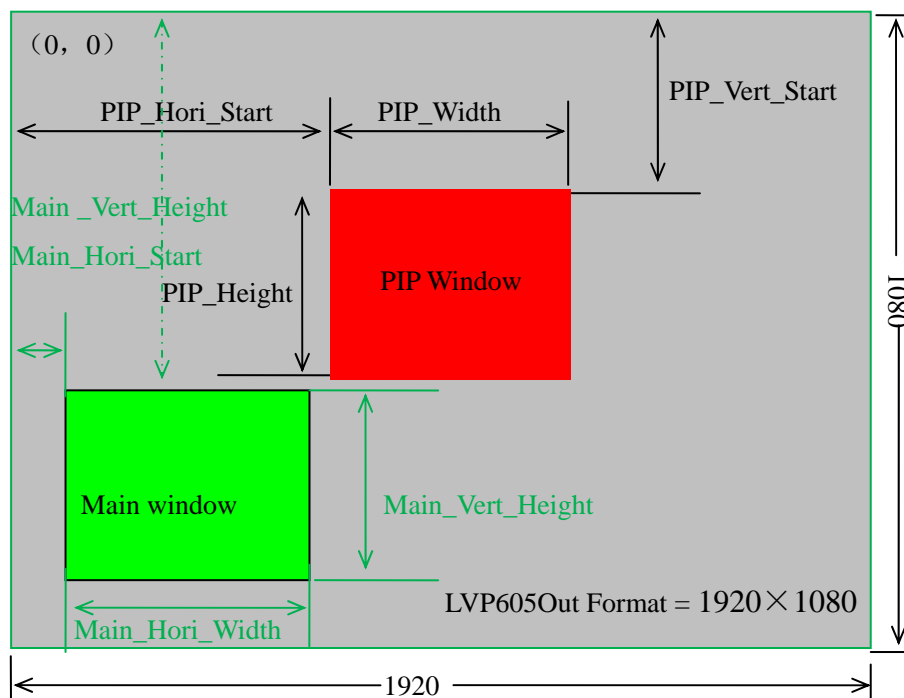 （0，0）
PIP_Hori_Start
PIP_Width
PIP_Vert_Start
Main _Vert_Height
Main_Hori_Start
PIP_Height
PIP Window
1080
Main window
Main_Vert_Height
LVP605Out Format = 1920×1080
Main_Hori_Width
1920